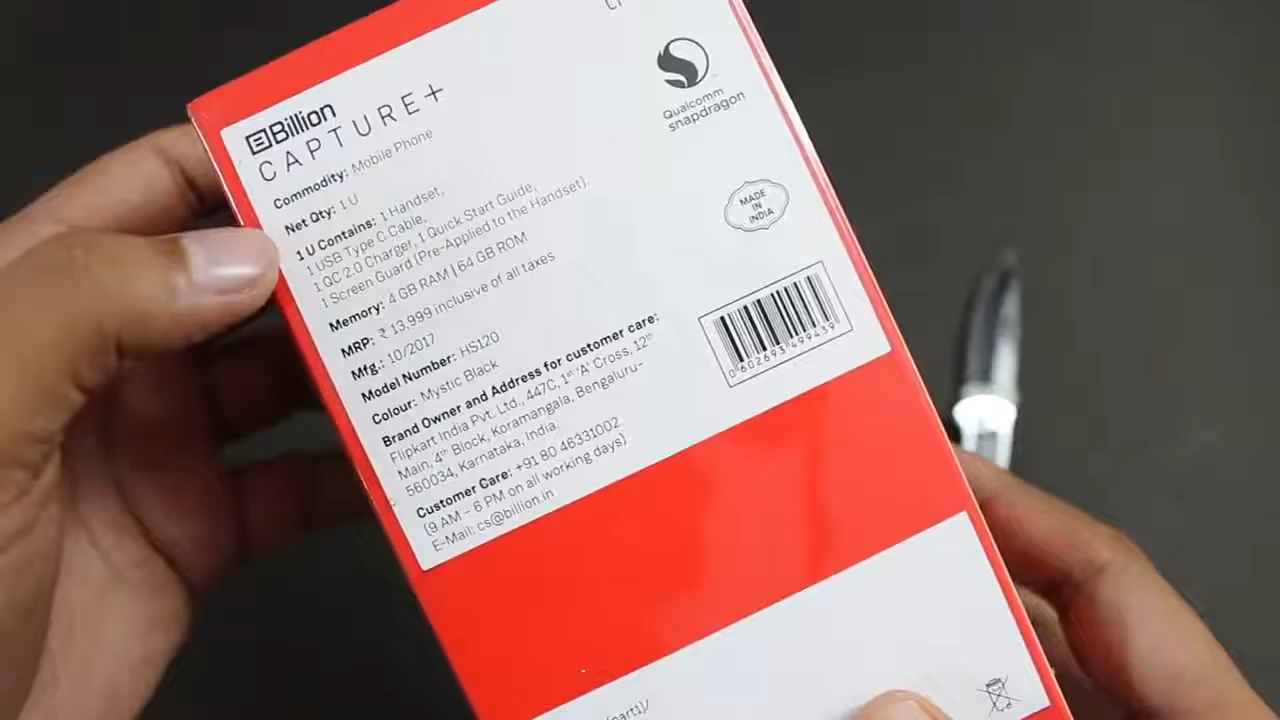 Billion
CAPTURE+
Commodity: Mobile Phone
Net Qty: 1 U
1 U Contains: 1 Handset,
1 USB Type C Cable,
1 QC 2.0 Charger, 1 Quick Start Guide,
1 Screen Guard (Pre-Applied to the Handset).
Memory: 4 GB RAM | 64 GB ROM
MRP: ₹ 13,999 inclusive of all taxes
Mfg.: 10/2017
Model Number: HS120
Colour: Mystic Black
Brand Owner and Address for customer care:
Flipkart India Pvt. Ltd., 447C, 1st 'A' Cross, 12th
Main, 4th Block, Koramangala, Bengaluru-
560034, Karnataka, India.
Customer Care: +91 80 46331002
(9 AM – 6 PM on all working days)
E-Mail: cs@billion.in
Qualcomm
snapdragon
MADE
IN
INDIA
0 602693 499439